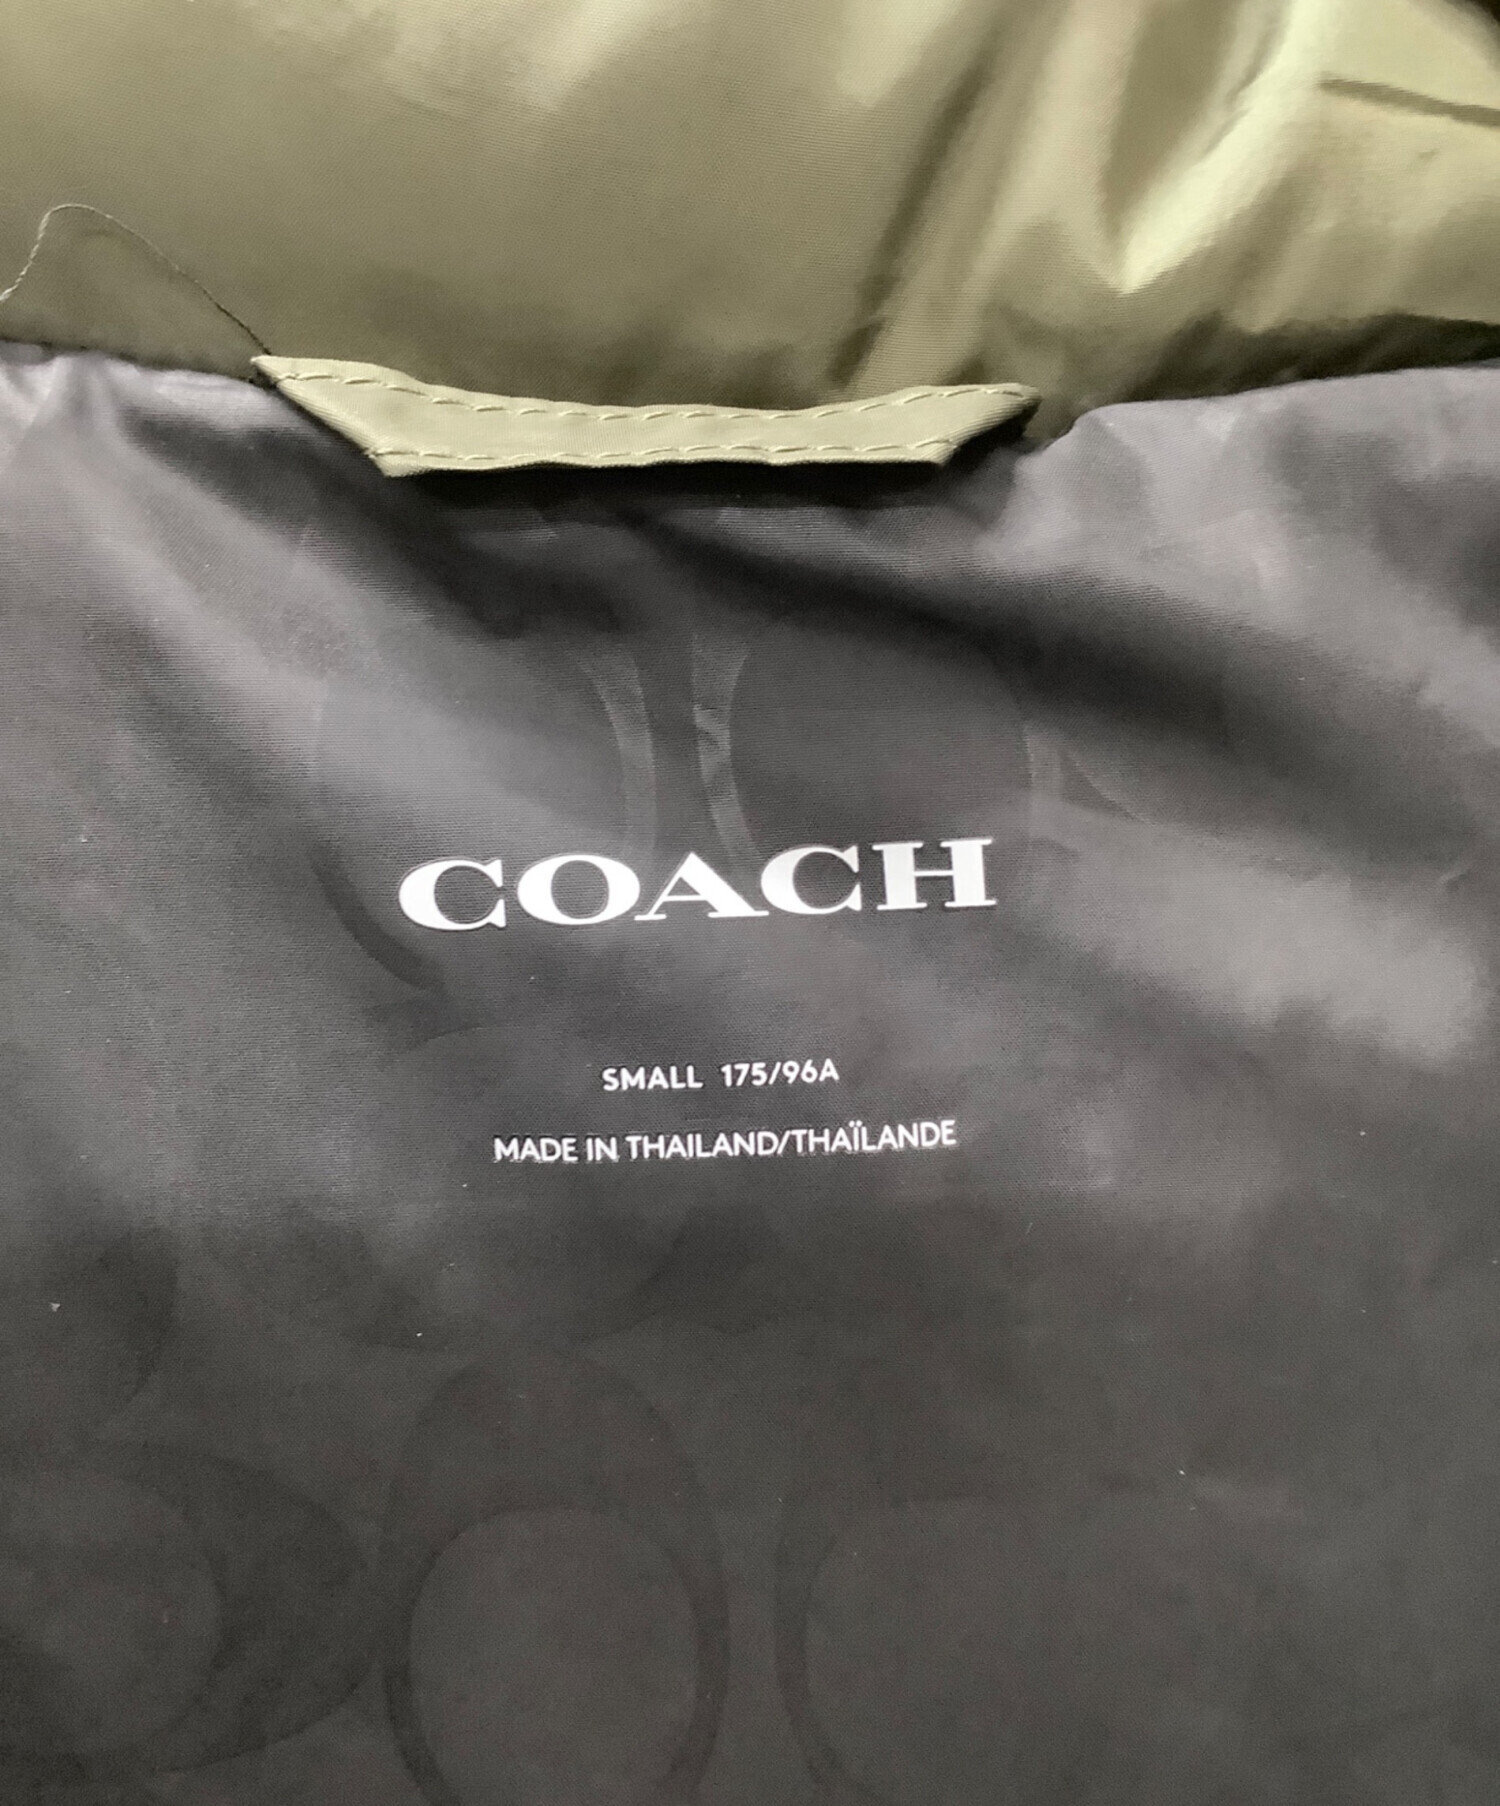 COACH
SMALL 175/96A
MADE IN THAILAND/THAÏLANDE